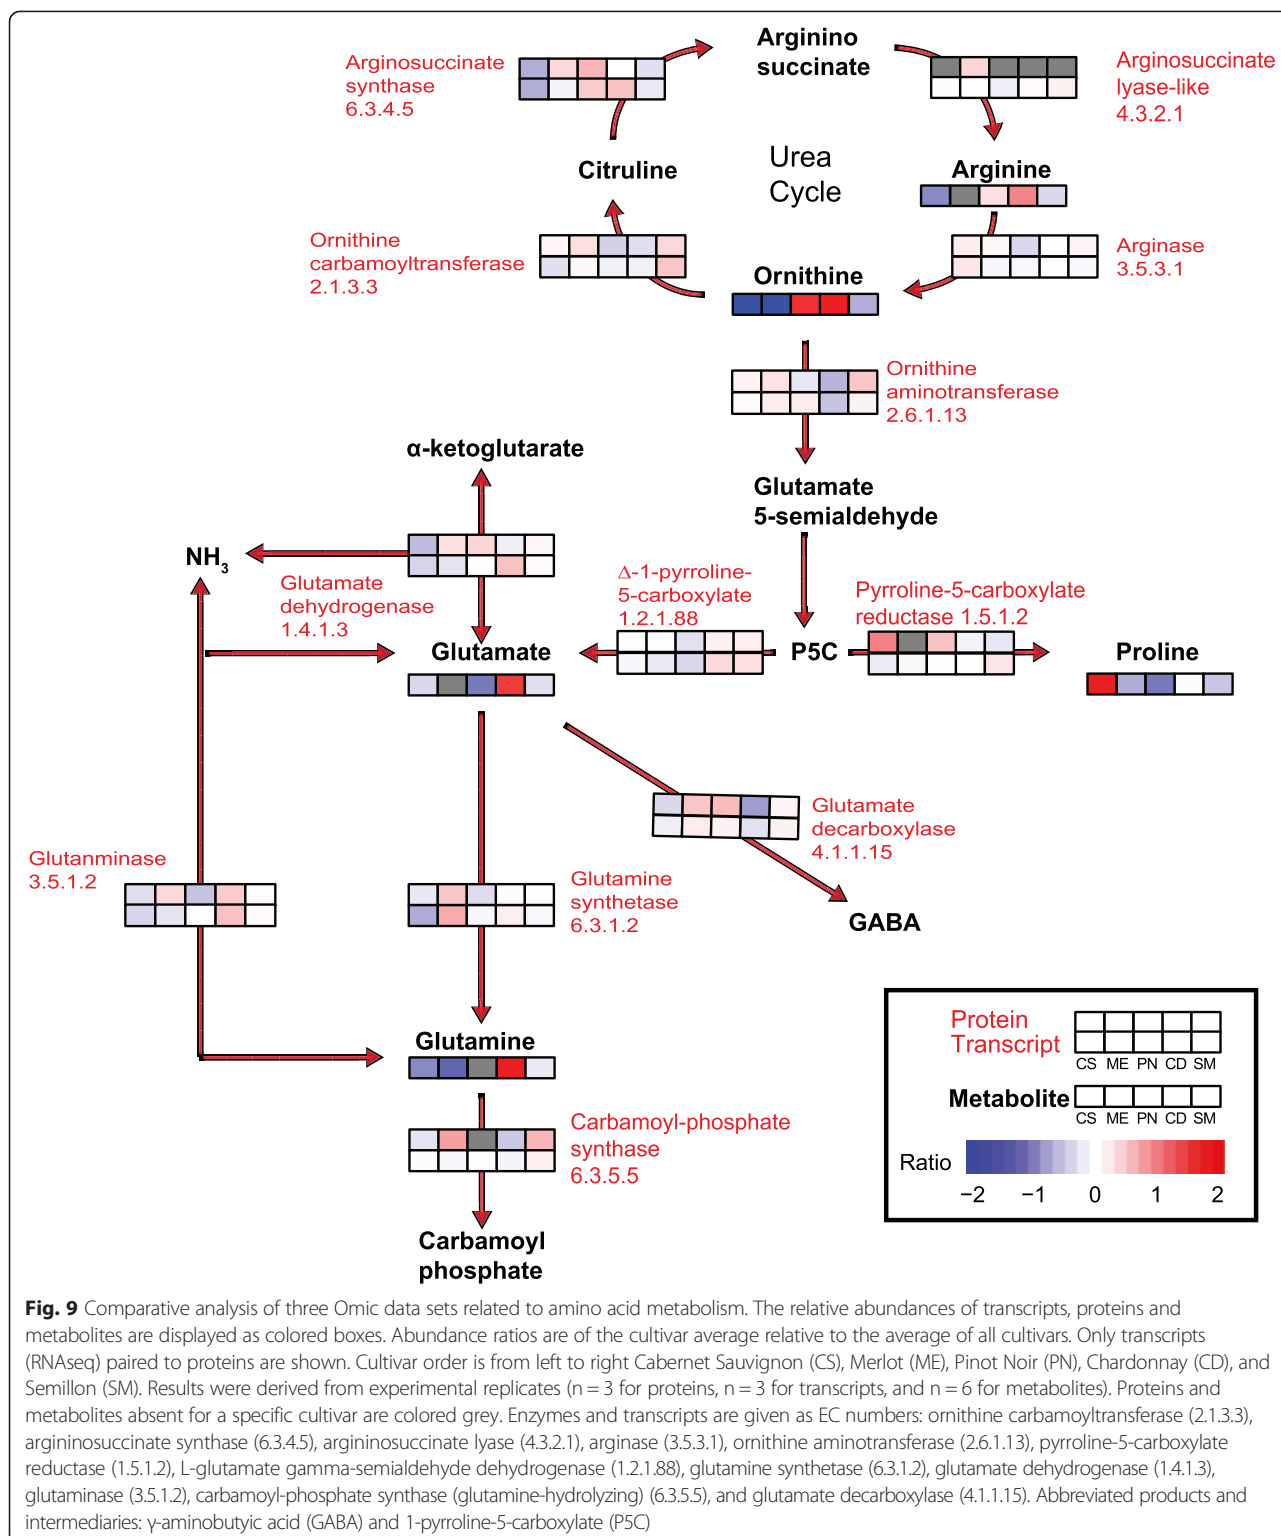 Arginosuccinate
synthase
6.3.4.5
Arginino
succinate
Arginosuccinate
lyase-like
4.3.2.1
Citruline
Urea
Cycle
Arginine
Ornithine
carbamoyltransferase
2.1.3.3
Arginase
3.5.3.1
Ornithine
Ornithine
aminotransferase
2.6.1.13
α-ketoglutarate
Glutamate
5-semialdehyde
NH3
Glutamate
dehydrogenase
1.4.1.3
Δ-1-pyrroline-
5-carboxylate
1.2.1.88
Pyrroline-5-carboxylate
reductase 1.5.1.2
Glutamate
P5C
Proline
Glutamate
decarboxylase
4.1.1.15
Glutanminase
3.5.1.2
Glutamine
synthetase
6.3.1.2
GABA
Glutamine
Carbamoyl-phosphate
synthase
6.3.5.5
Carbamoyl
phosphate
Protein
Transcript
CS ME PN CD SM
Metabolite
CS ME PN CD SM
Ratio
−2 −1 0 1 2
Fig. 9 Comparative analysis of three Omic data sets related to amino acid metabolism. The relative abundances of transcripts, proteins and
metabolites are displayed as colored boxes. Abundance ratios are of the cultivar average relative to the average of all cultivars. Only transcripts
(RNAseq) paired to proteins are shown. Cultivar order is from left to right Cabernet Sauvignon (CS), Merlot (ME), Pinot Noir (PN), Chardonnay (CD), and
Semillon (SM). Results were derived from experimental replicates (n = 3 for proteins, n = 3 for transcripts, and n = 6 for metabolites). Proteins and
metabolites absent for a specific cultivar are colored grey. Enzymes and transcripts are given as EC numbers: ornithine carbamoyltransferase (2.1.3.3),
argininosuccinate synthase (6.3.4.5), argininosuccinate lyase (4.3.2.1), arginase (3.5.3.1), ornithine aminotransferase (2.6.1.13), pyrroline-5-carboxylate
reductase (1.5.1.2), L-glutamate gamma-semialdehyde dehydrogenase (1.2.1.88), glutamine synthetase (6.3.1.2), glutamate dehydrogenase (1.4.1.3),
glutaminase (3.5.1.2), carbamoyl-phosphate synthase (glutamine-hydrolyzing) (6.3.5.5), and glutamate decarboxylase (4.1.1.15). Abbreviated products and
intermediaries: γ-aminobutyic acid (GABA) and 1-pyrroline-5-carboxylate (P5C)